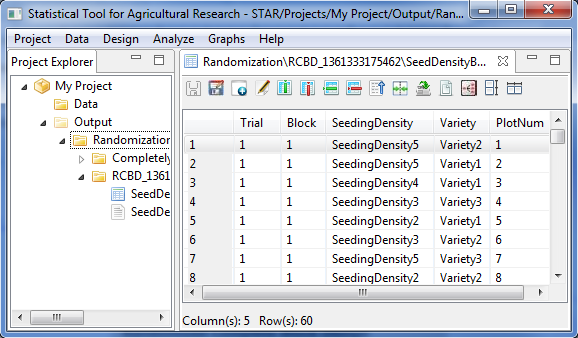 Statistical Tool for Agricultural Research - STAR/Projects/My Project/Output/Ran...
Project Data Design Analyze Graphs Help
Project Explorer
My Project
Data
Output
Randomization
Completely
RCBD_1361
SeedDe
SeedDe
Randomization\RCBD_1361333175462\SeedDensityB...
Trial Block SeedingDensity Variety PlotNum
1 1 1 SeedingDensity5 Variety2 1
2 1 1 SeedingDensity5 Variety1 2
3 1 1 SeedingDensity4 Variety1 3
4 1 1 SeedingDensity3 Variety3 4
5 1 1 SeedingDensity2 Variety1 5
6 1 1 SeedingDensity3 Variety2 6
7 1 1 SeedingDensity5 Variety3 7
8 1 1 SeedingDensity2 Variety2 8
Column(s): 5 Row(s): 60